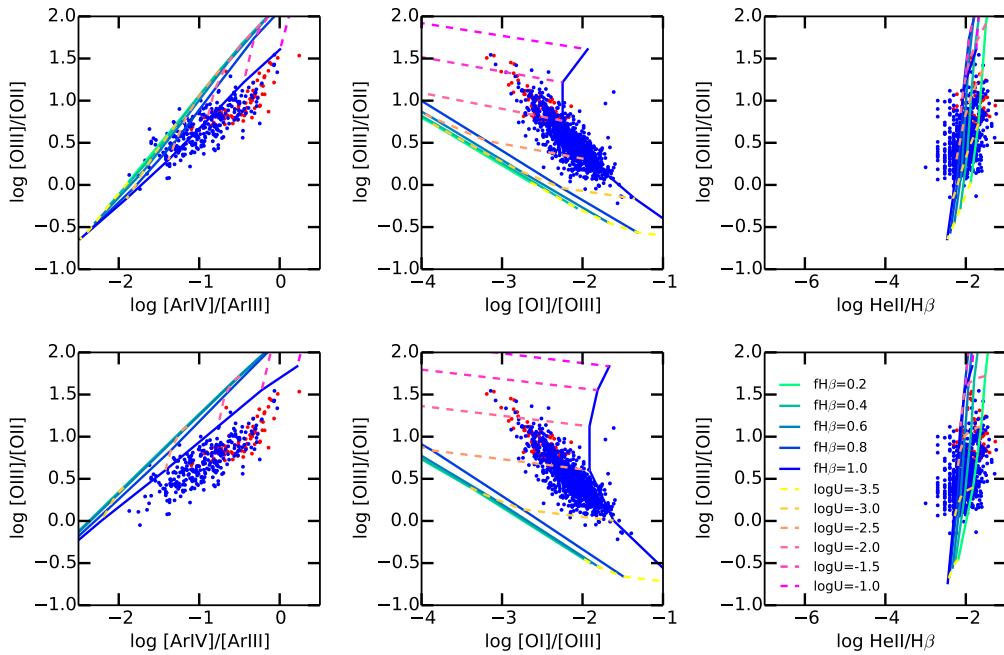 2.0
1.5
1.0
0.5
0.0
−0.5
−1.0
log [OIII]/[OII]
−2
−1
0
log [ArIV]/[ArIII]
2.0
1.5
1.0
0.5
0.0
−0.5
−1.0
log [OIII]/[OII]
−4
−3
−2
−1
log [OI]/[OIII]
2.0
1.5
1.0
0.5
0.0
−0.5
−1.0
log [OIII]/[OII]
−6
−4
−2
log HeII/Hβ
2.0
1.5
1.0
0.5
0.0
−0.5
−1.0
log [OIII]/[OII]
−2
−1
0
log [ArIV]/[ArIII]
2.0
1.5
1.0
0.5
0.0
−0.5
−1.0
log [OIII]/[OII]
−4
−3
−2
−1
log [OI]/[OIII]
2.0
1.5
1.0
0.5
0.0
−0.5
−1.0
log [OIII]/[OII]
fHβ=0.2
fHβ=0.4
fHβ=0.6
fHβ=0.8
fHβ=1.0
logU=-3.5
logU=-3.0
logU=-2.5
logU=-2.0
logU=-1.5
logU=-1.0
−6
−4
−2
log HeII/Hβ